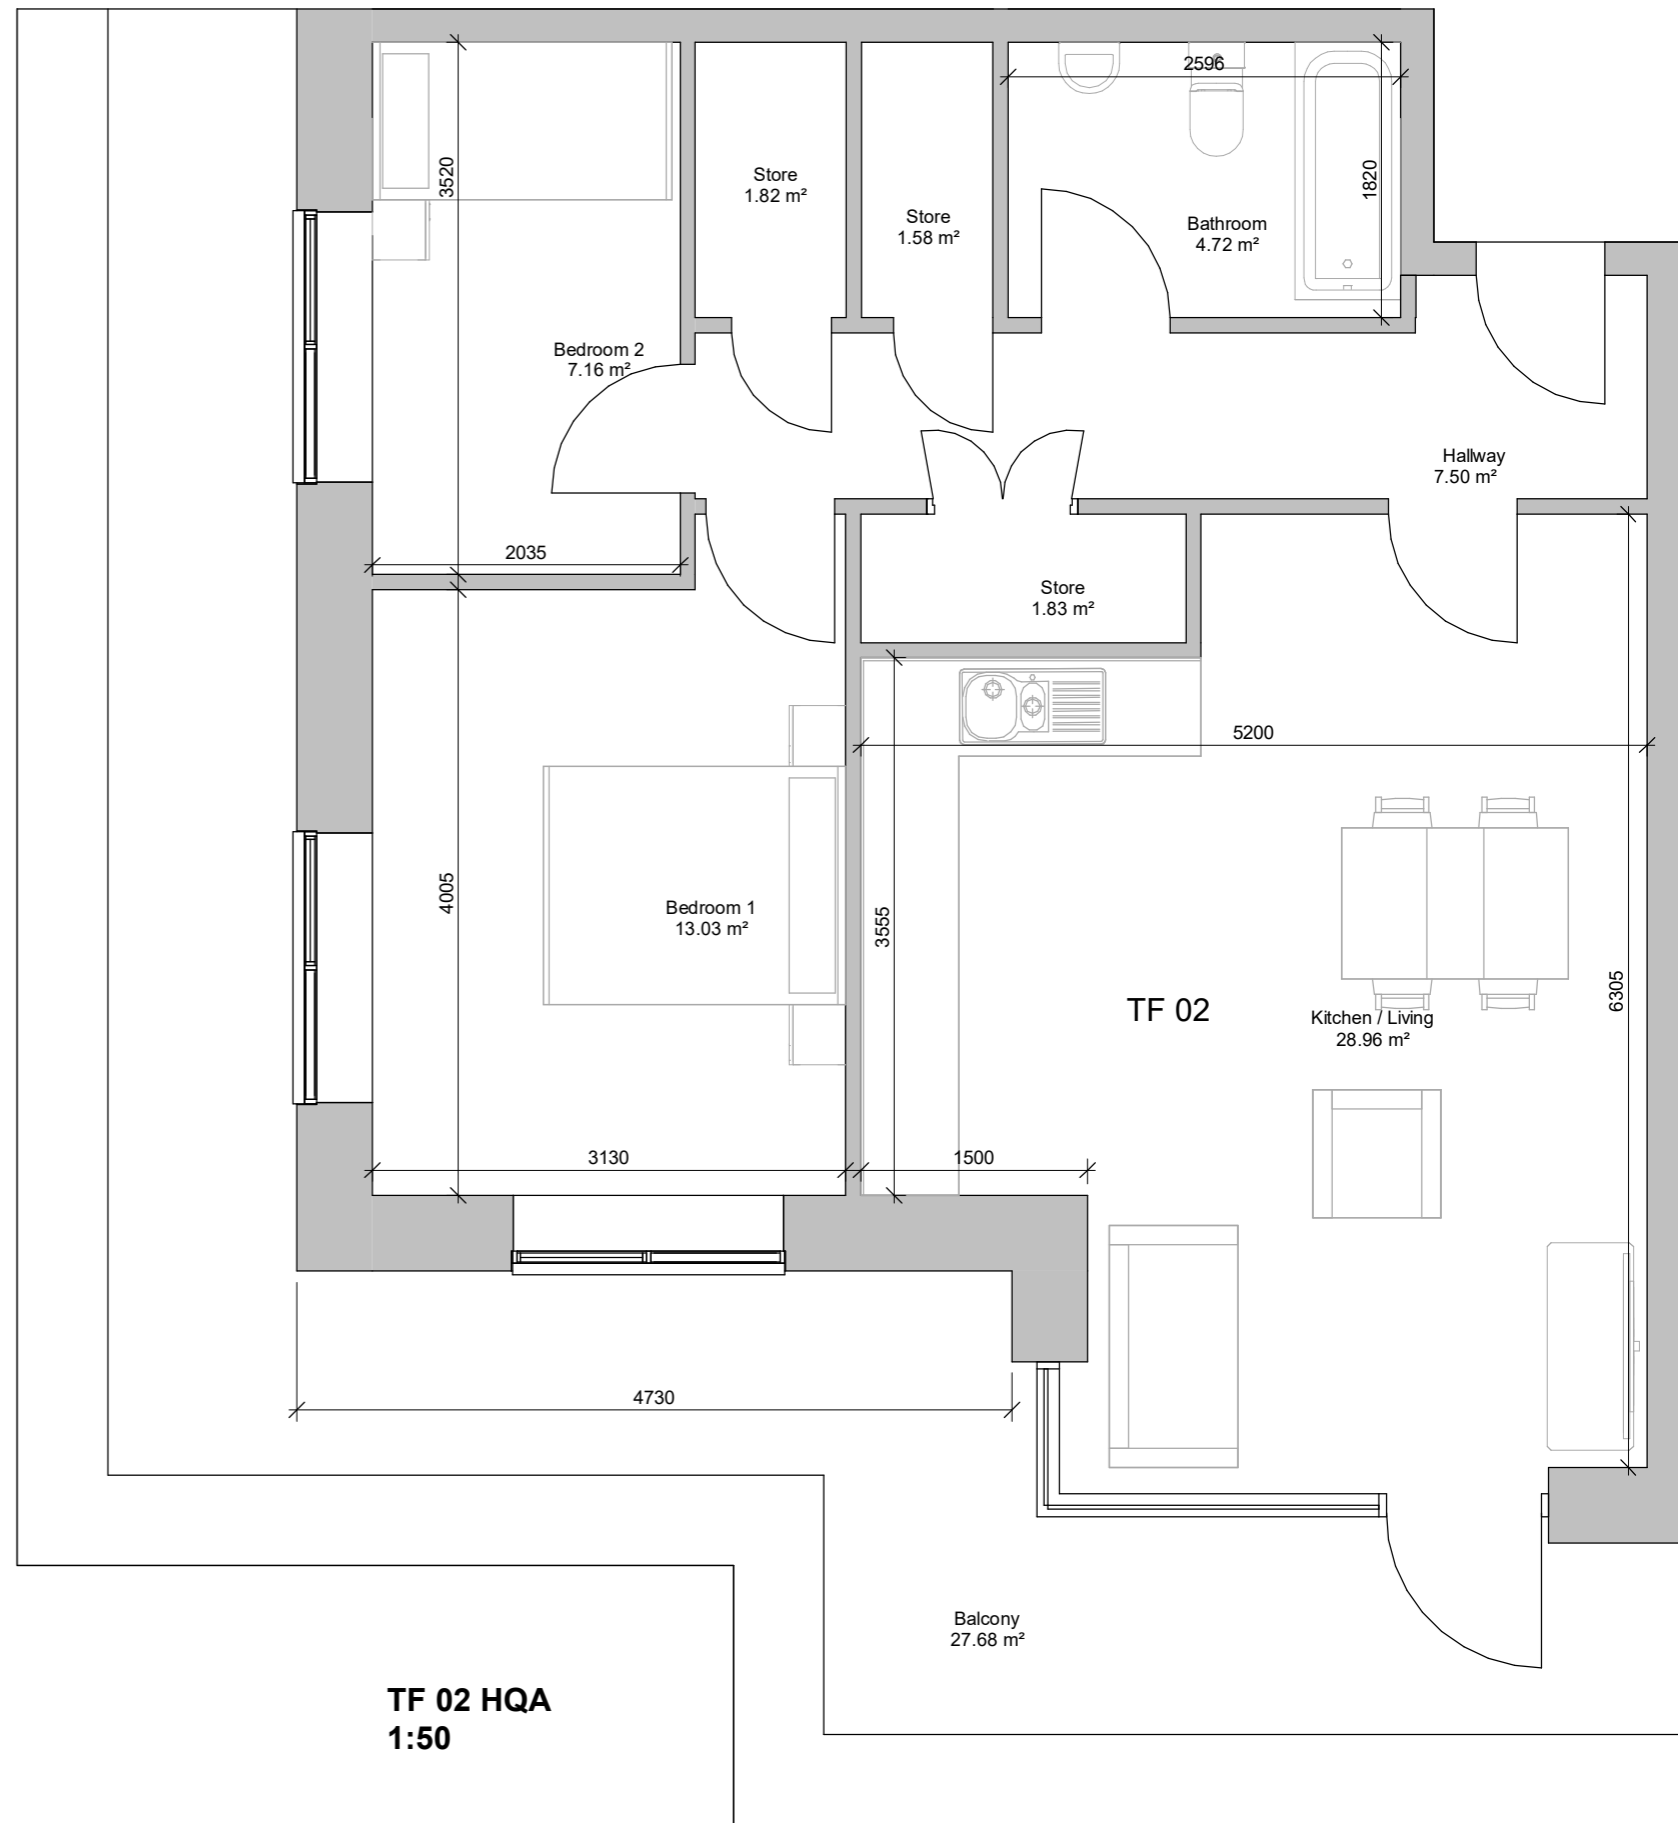 2596
3520
1820
Store
1.82 m²
Store
1.58 m²
Bathroom
4.72 m²
Bedroom 2
7.16 m²
Hallway
7.50 m²
2035
Store
1.83 m²
5200
4005
Bedroom 1
13.03 m²
3555
6305
TF 02
Kitchen / Living
28.96 m²
3130
1500
4730
Balcony
27.68 m²
TF 02 HQA
1:50